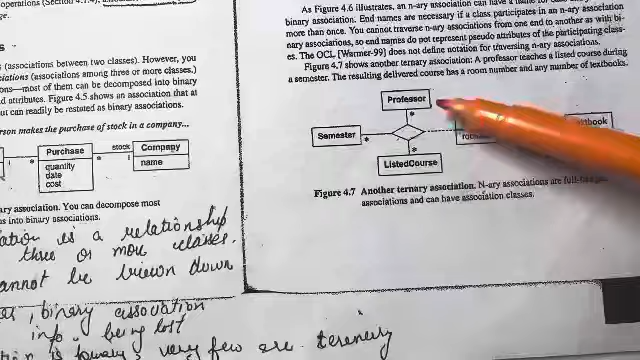 operations (Section 4.1.4),
s (associations between two classes). However, you
ciations (associations among three or more classes.)
ons—most of them can be decomposed into binary
d attributes. Figure 4.5 shows an association that at
out can readily be restated as binary associations.
erson makes the purchase of stock in a company...
Purchase
quantity
date
cost
stock
Company
name
ary association. You can decompose most
s into binary associations.
ation is a relationship
three or more classes.
cannot be broken down
binary association
info. being lost
very few are
As Figure 4.6 illustrates, an n-ary association can have a name for each
binary association. End names are necessary if a class participates in an n-ary association
more than once. You cannot traverse n-ary associations from one end to another as with bi-
nary associations, so end names do not represent pseudo attributes of the participating class-
es. The OCL [Warmer-99] does not define notation for traversing n-ary associations.
Figure 4.7 shows another ternary association: A professor teaches a listed course during
a semester. The resulting delivered course has a room number and any number of textbooks.
Professor
Semester
ListedCourse
Figure 4.7 Another ternary association. N-ary associations are full-fledged
associations and can have association classes.